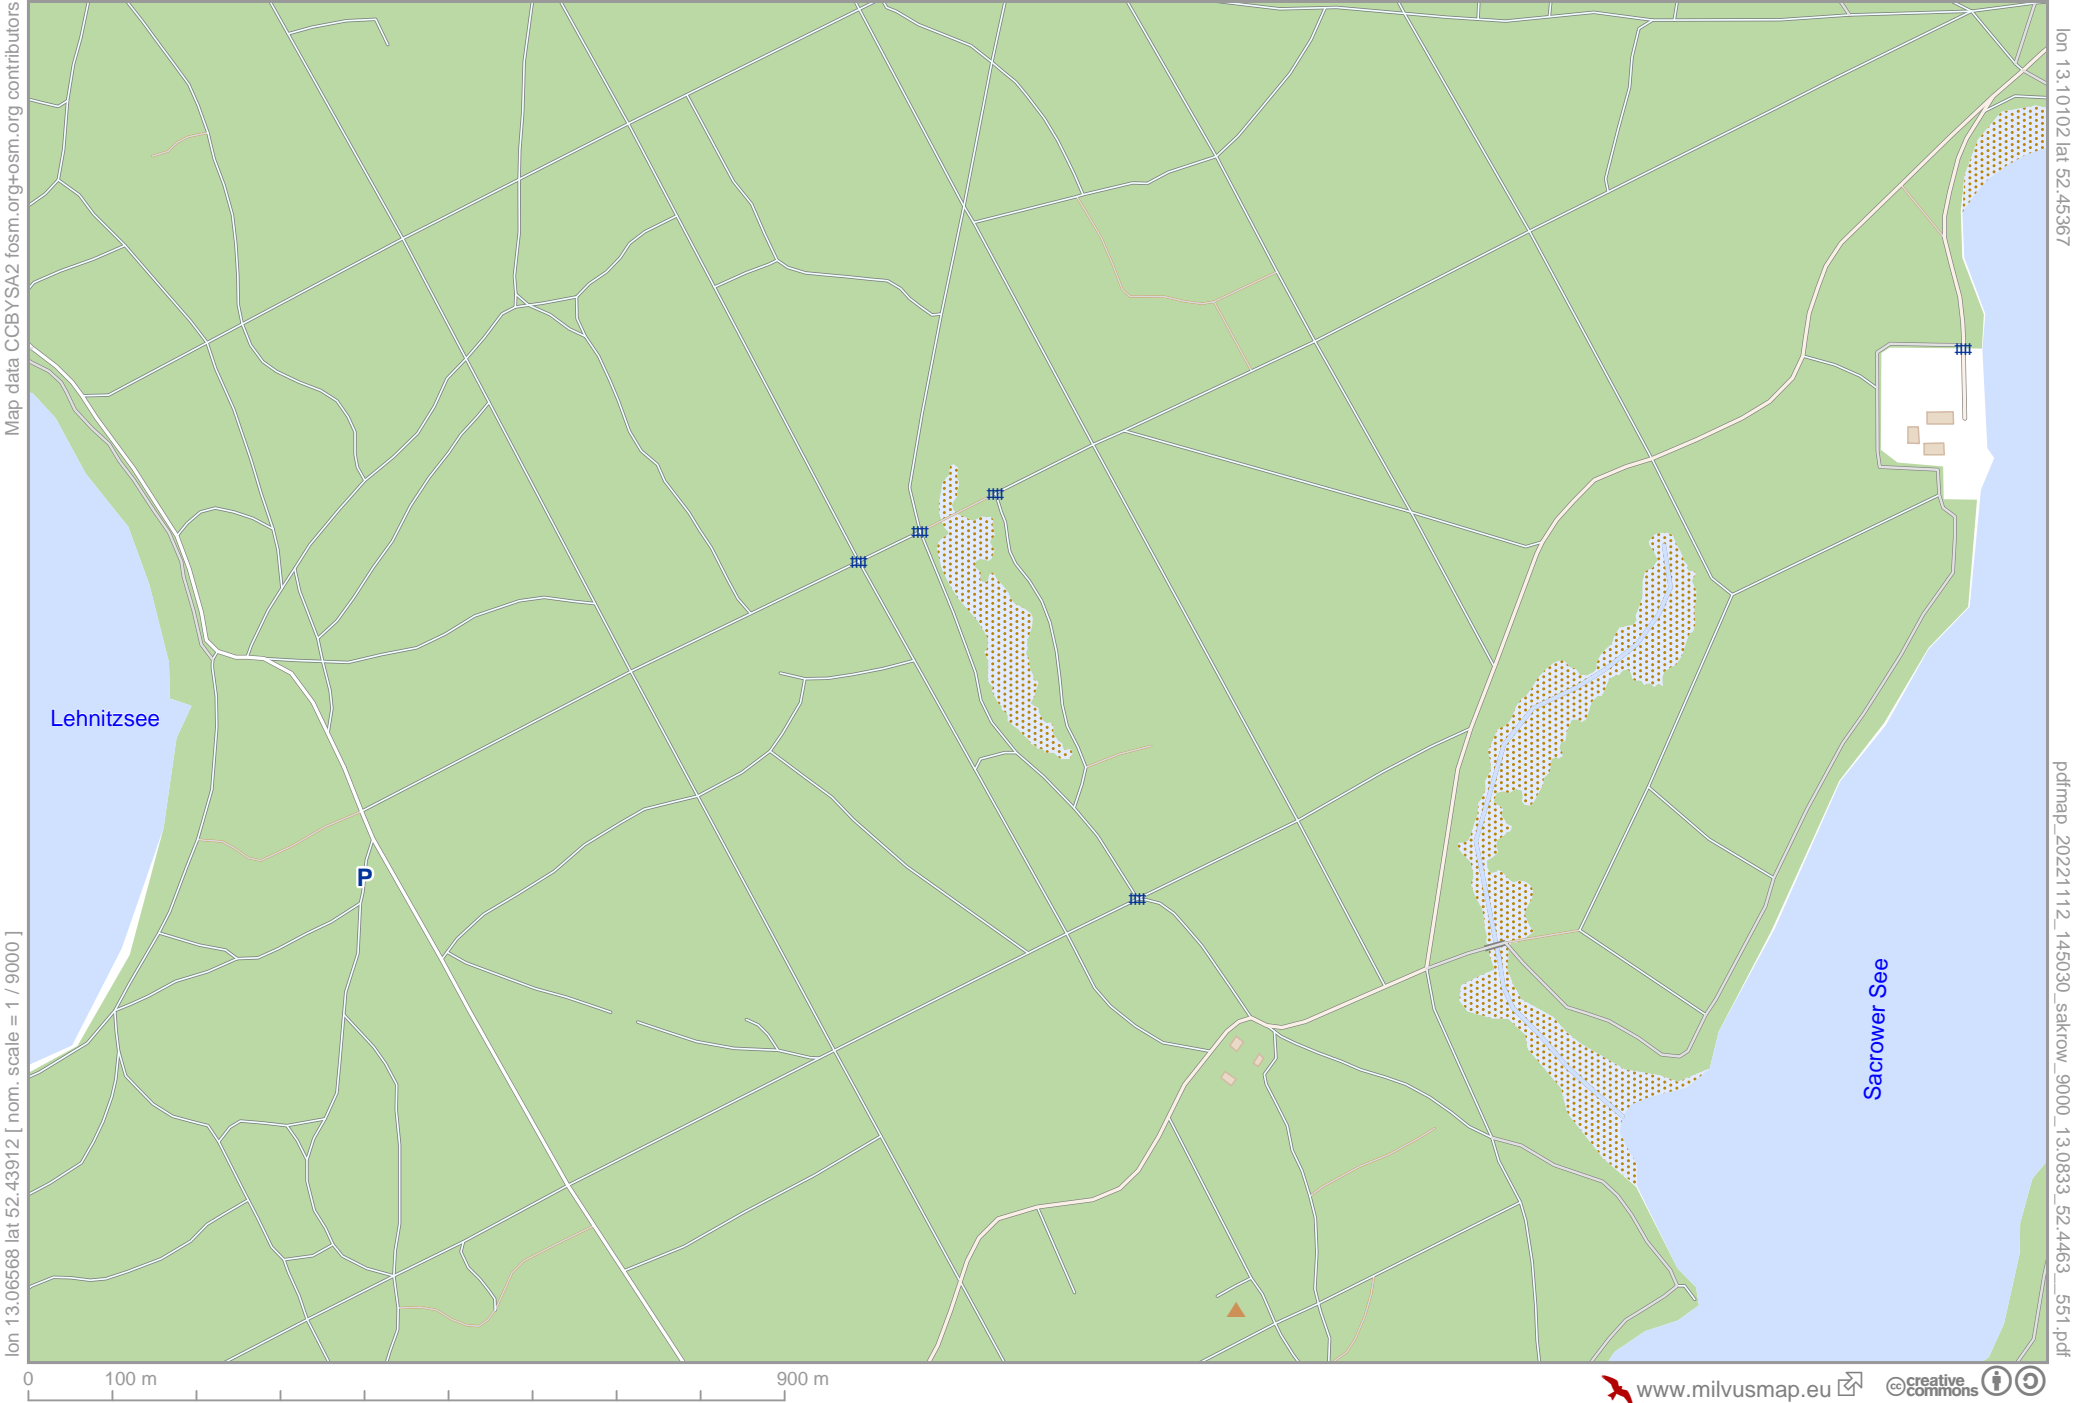 Map data CCBYSA2 fosm.org+osm.org contributors
lon 13.06568 lat 52.43912 [ nom. scale = 1 / 9000 ]
lon 13.10102 lat 52.45367
pdfmap_20221112_145030_sakrow_9000_13.0833_52.4463__551.pdf
Lehnitzsee
P
Sacrower See
0 100 m 900 m
www.milvusmap.eu
cc creative commons